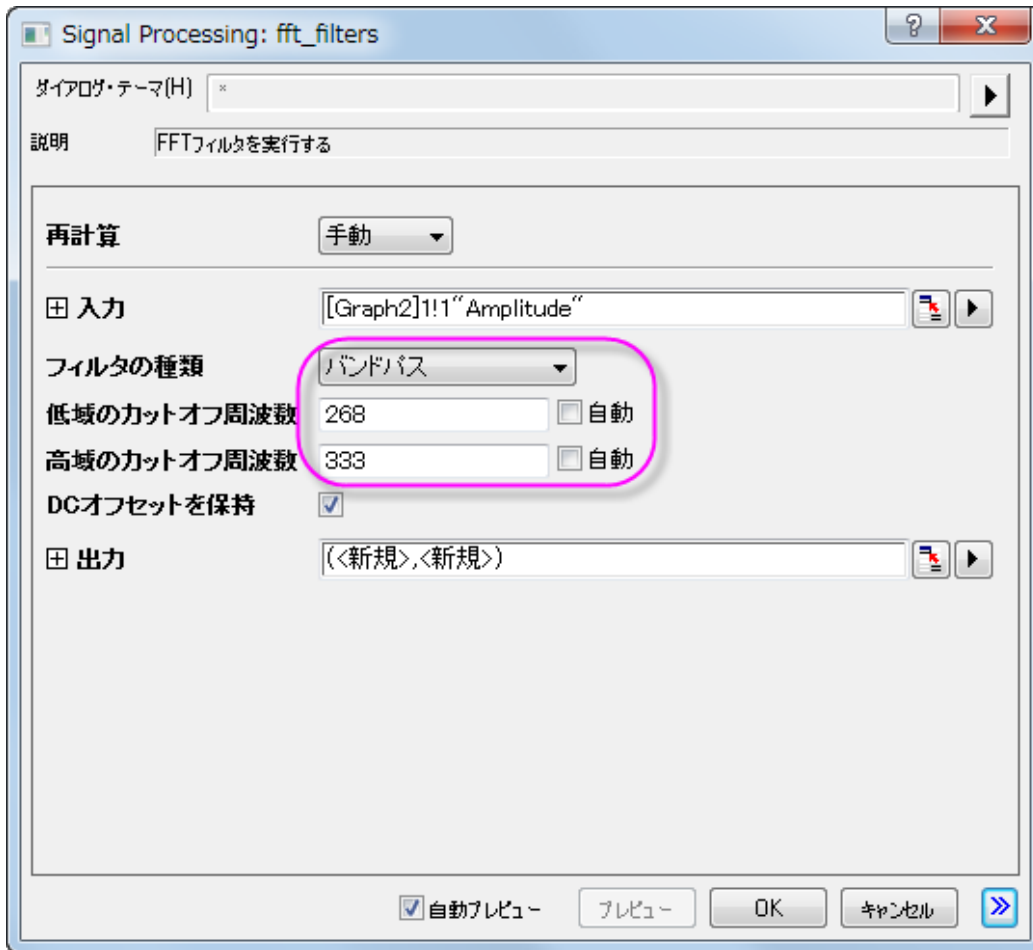 Signal Processing: fft_filters
ダイアログ・テーマ(H) *
説明 FFTフィルタを実行する
再計算 手動
入力 [Graph2]1!1"Amplitude"
フィルタの種類 バンドパス
低域のカットオフ周波数 268 自動
高域のカットオフ周波数 333 自動
DCオフセットを保持
出力 (<新規>,<新規>)
自動プレビュー プレビュー OK キャンセル